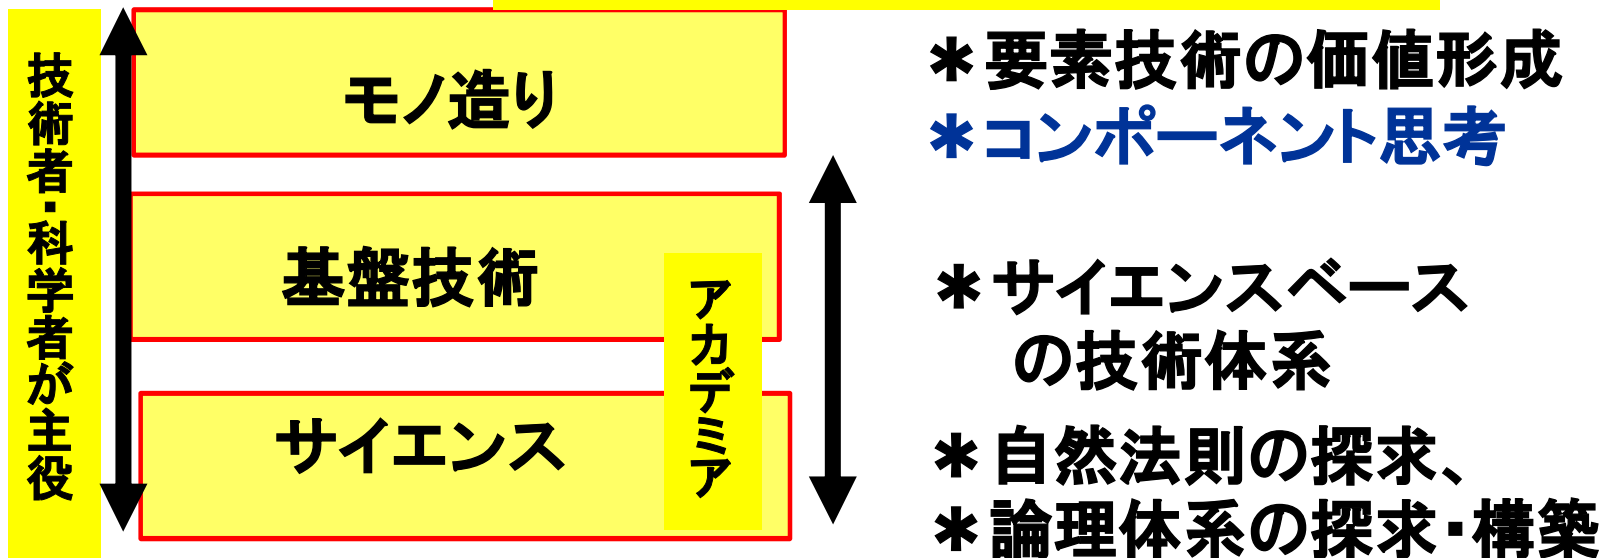 技術者・科学者が主役
モノ造り
基盤技術
サイエンス
アカデミア
＊要素技術の価値形成
＊コンポーネント思考
＊サイエンスベース
の技術体系
＊自然法則の探求、
＊論理体系の探求・構築